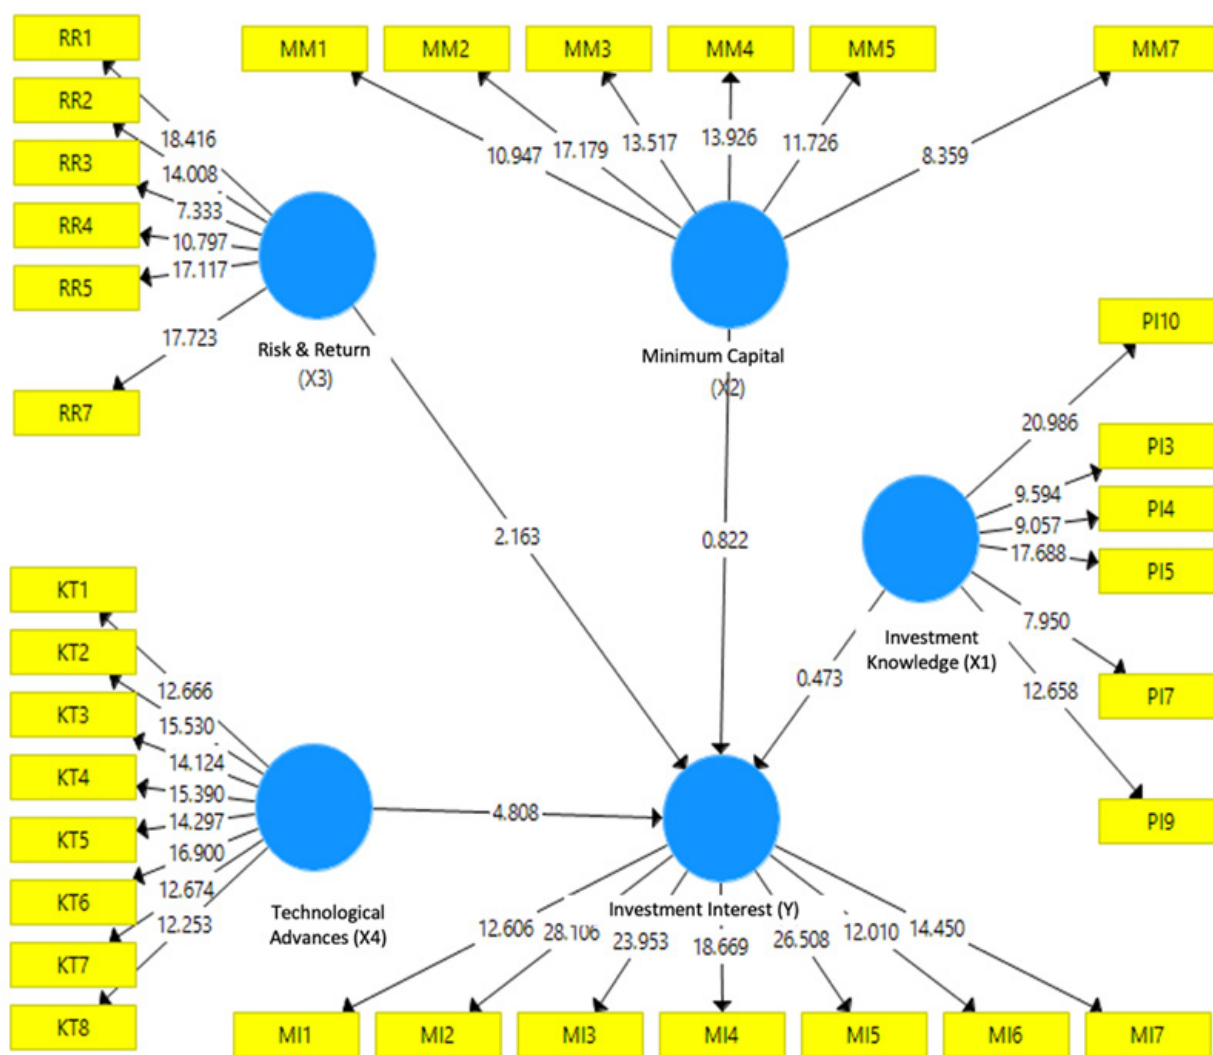 RR1
RR2
RR3
RR4
RR5
RR7
18.416
14.008
7.333
10.797
17.117
17.723
Risk & Return
(X3)
MM1
MM2
MM3
MM4
MM5
MM7
10.947
17.179
13.517
13.926
11.726
8.359
Minimum Capital
(X2)
PI10
PI3
PI4
PI5
PI7
PI9
20.986
9.594
9.057
17.688
7.950
12.658
Investment
Knowledge (X1)
2.163
0.822
0.473
4.808
KT1
KT2
KT3
KT4
KT5
KT6
KT7
KT8
12.666
15.530
14.124
15.390
14.297
16.900
12.674
12.253
Technological
Advances (X4)
Investment Interest (Y)
12.606
28.106
23.953
18.669
26.508
12.010
14.450
MI1
MI2
MI3
MI4
MI5
MI6
MI7